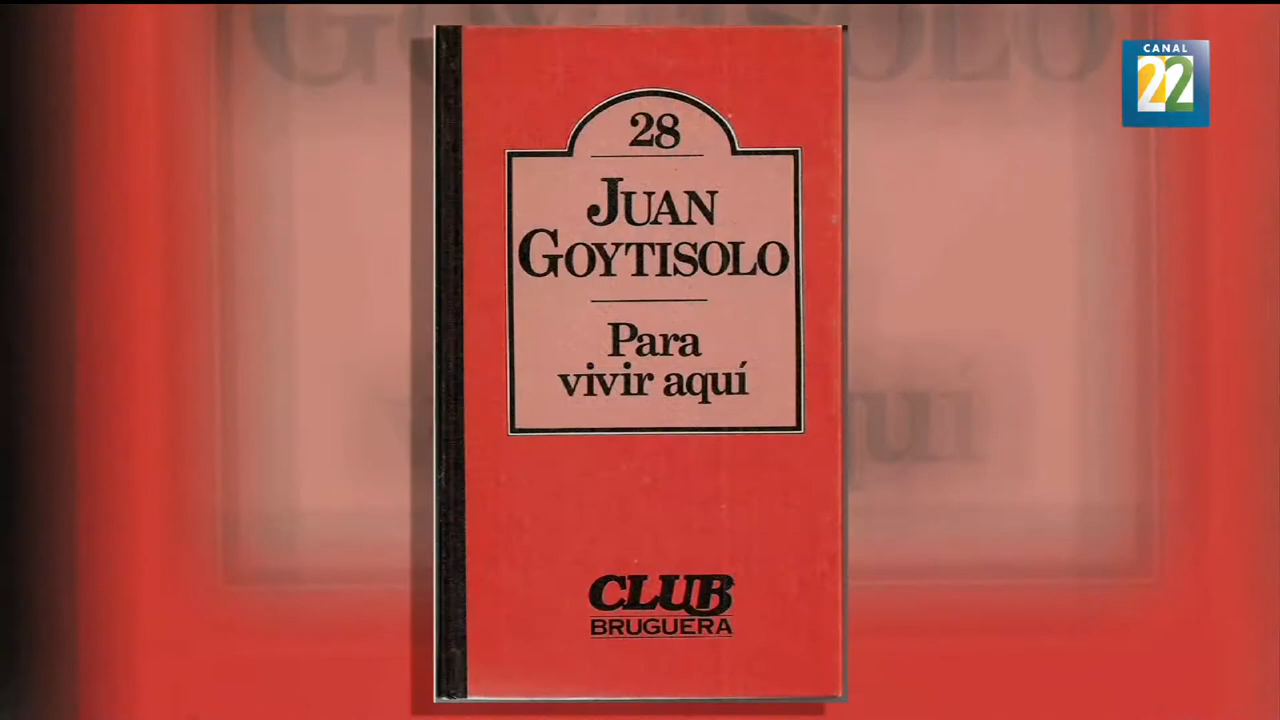 CANAL
22
28
JUAN
GOYTISOLO
Para
vivir aquí
CLUB
BRUGUERA